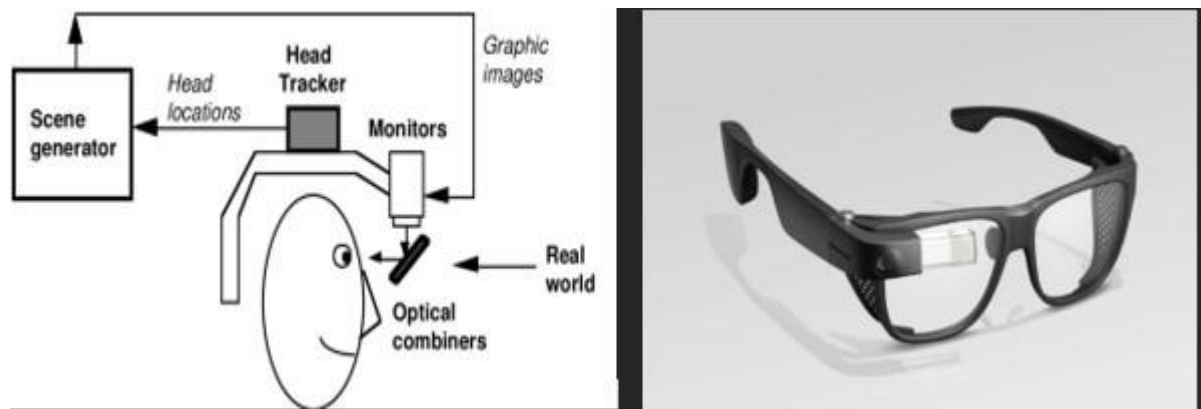 Graphic
images
Head
Tracker
Head
locations
Scene
generator
Monitors
Real
world
Optical
combiners